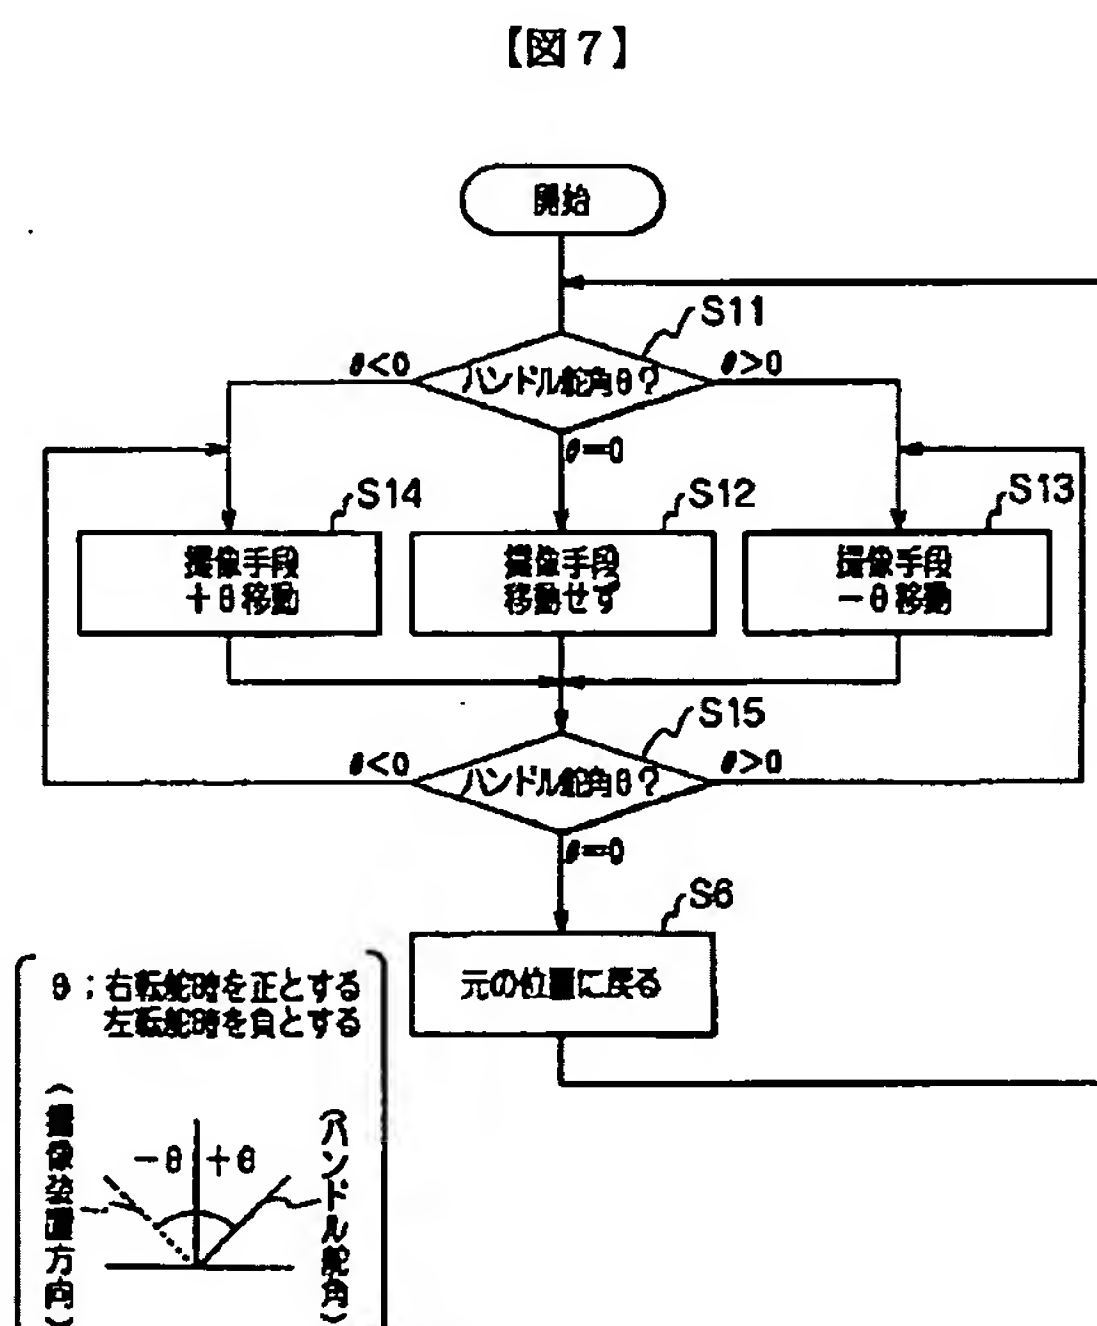 【図7】
開始
S11
θ<0
ハンドル舵角θ?
θ>0
θ=0
S14
S12
S13
撮像手段
+θ移動
撮像手段
移動せず
撮像手段
-θ移動
S15
θ<0
ハンドル舵角θ?
θ>0
θ=0
S6
元の位置に戻る
θ;右転舵時を正とする
左転舵時を負とする
(撮像装置方向)
-θ
+θ
(ハンドル舵角)